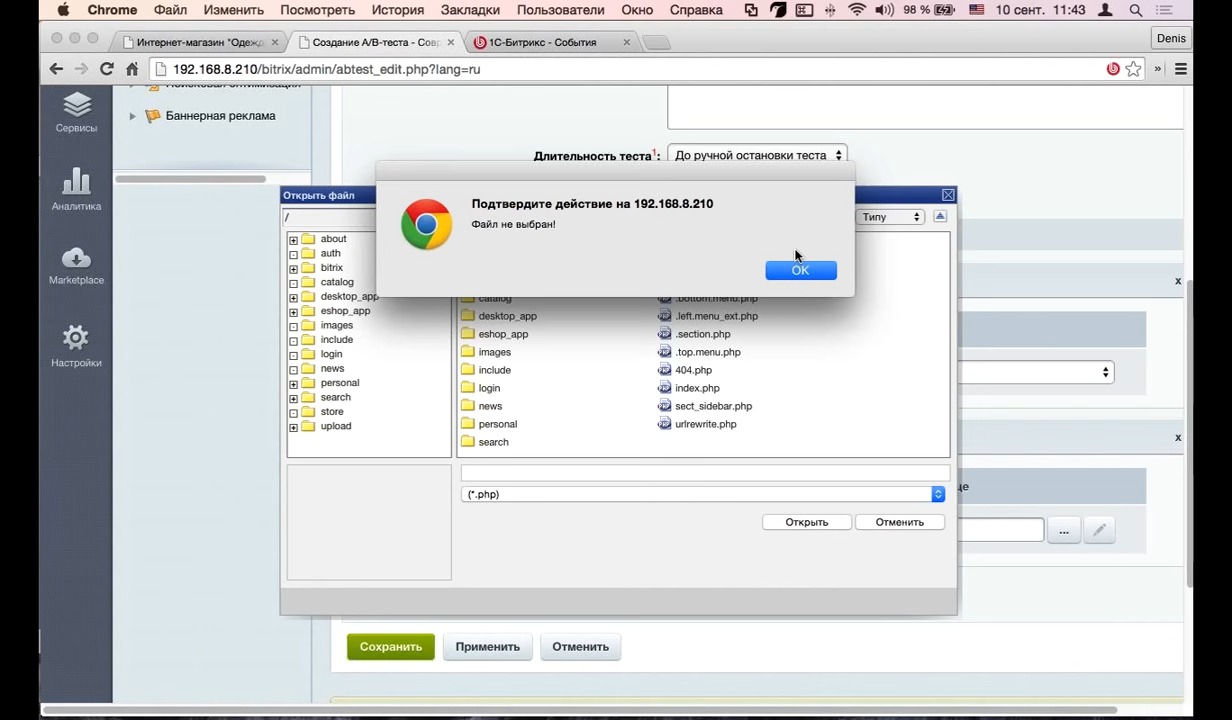 Chrome Файл Изменить Посмотреть История Закладки Пользователи Окно Справка 98 % 10 сент. 11:43
Интернет-магазин "Одежд Создание A/B-теста - Совр 1С-Битрикс - События Denis
192.168.8.210/bitrix/admin/abtest_edit.php?lang=ru »
Сервисы
Аналитика
Marketplace
Настройки
Поисковая оптимизация
Баннерная реклама
Длительность теста¹: До ручной остановки теста
Подтвердите действие на 192.168.8.210
Файл не выбран!
OK
Открыть файл
/ Типу
about
auth
bitrix
catalog
desktop_app
eshop_app
images
include
login
news
personal
search
store
upload
catalog
desktop_app
eshop_app
images
include
login
news
personal
search
.bottom.menu.php
.left.menu_ext.php
.section.php
.top.menu.php
404.php
index.php
sect_sidebar.php
urlrewrite.php
(*.php)
Открыть Отменить
x
x
це
...
Сохранить Применить Отменить